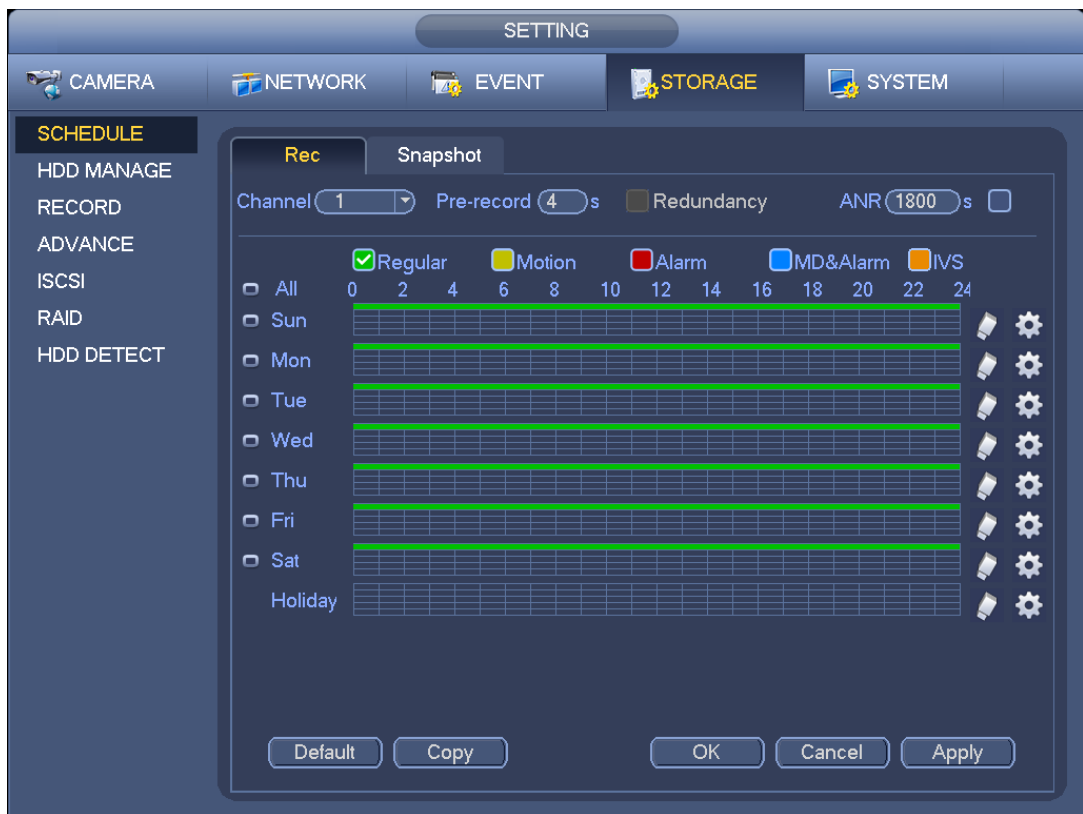 SETTING
CAMERA NETWORK EVENT STORAGE SYSTEM
SCHEDULE
HDD MANAGE
RECORD
ADVANCE
ISCSI
RAID
HDD DETECT
Rec Snapshot
Channel 1 Pre-record 4 s Redundancy ANR 1800 s
Regular Motion Alarm MD&Alarm IVS
All 0 2 4 6 8 10 12 14 16 18 20 22 24
Sun
Mon
Tue
Wed
Thu
Fri
Sat
Holiday
Default Copy OK Cancel Apply